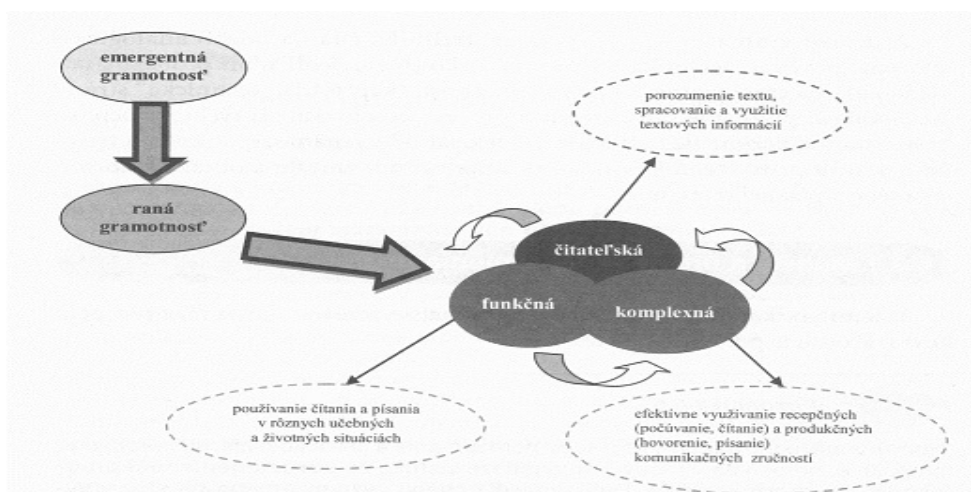 emergentná
gramotnosť
porozumenie textu,
spracovanie a využitie
textových informácií
raná
gramotnosť
čitateľská
funkčná
komplexná
používanie čítania a písania
v rôznych učebných
a životných situáciách
efektívne využívanie recepčných
(počúvanie, čítanie) a produkčných
(hovorenie, písanie)
komunikačných zručností